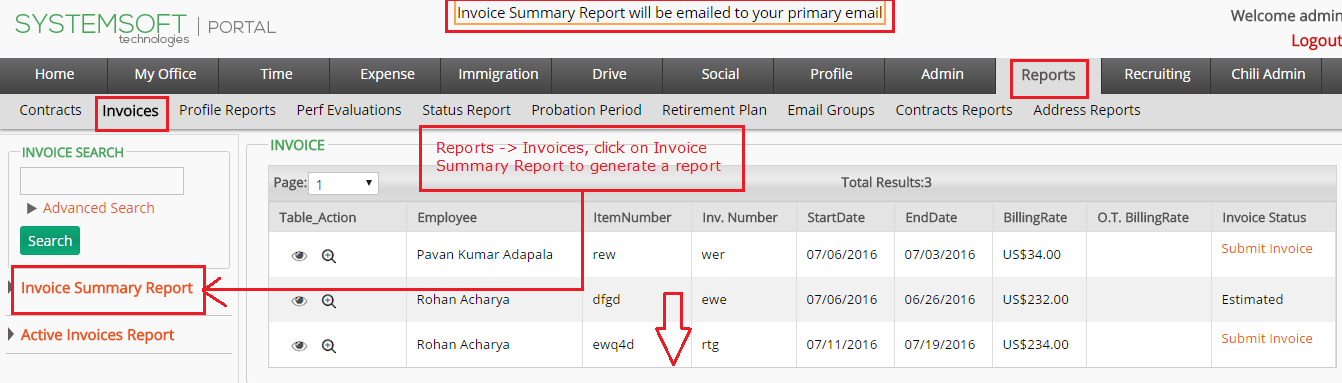 Invoice Summary Report will be emailed to your primary email
SYSTEMSOFT technologies | PORTAL
Welcome admin
Logout
Home My Office Time Expense Immigration Drive Social Profile Admin Reports Recruiting Chili Admin
Contracts Invoices Profile Reports Perf Evaluations Status Report Probation Period Retirement Plan Email Groups Contracts Reports Address Reports
INVOICE SEARCH
Advanced Search
Search
Invoice Summary Report
Active Invoices Report
INVOICE
Reports -> Invoices, click on Invoice
Summary Report to generate a report
Page: 1 Total Results:3
Table_Action Employee ItemNumber Inv. Number StartDate EndDate BillingRate O.T. BillingRate Invoice Status
Pavan Kumar Adapala rew wer 07/06/2016 07/03/2016 US$34.00 Submit Invoice
Rohan Acharya dfgd ewe 07/06/2016 06/26/2016 US$232.00 Estimated
Rohan Acharya ewq4d rtg 07/11/2016 07/19/2016 US$234.00 Submit Invoice